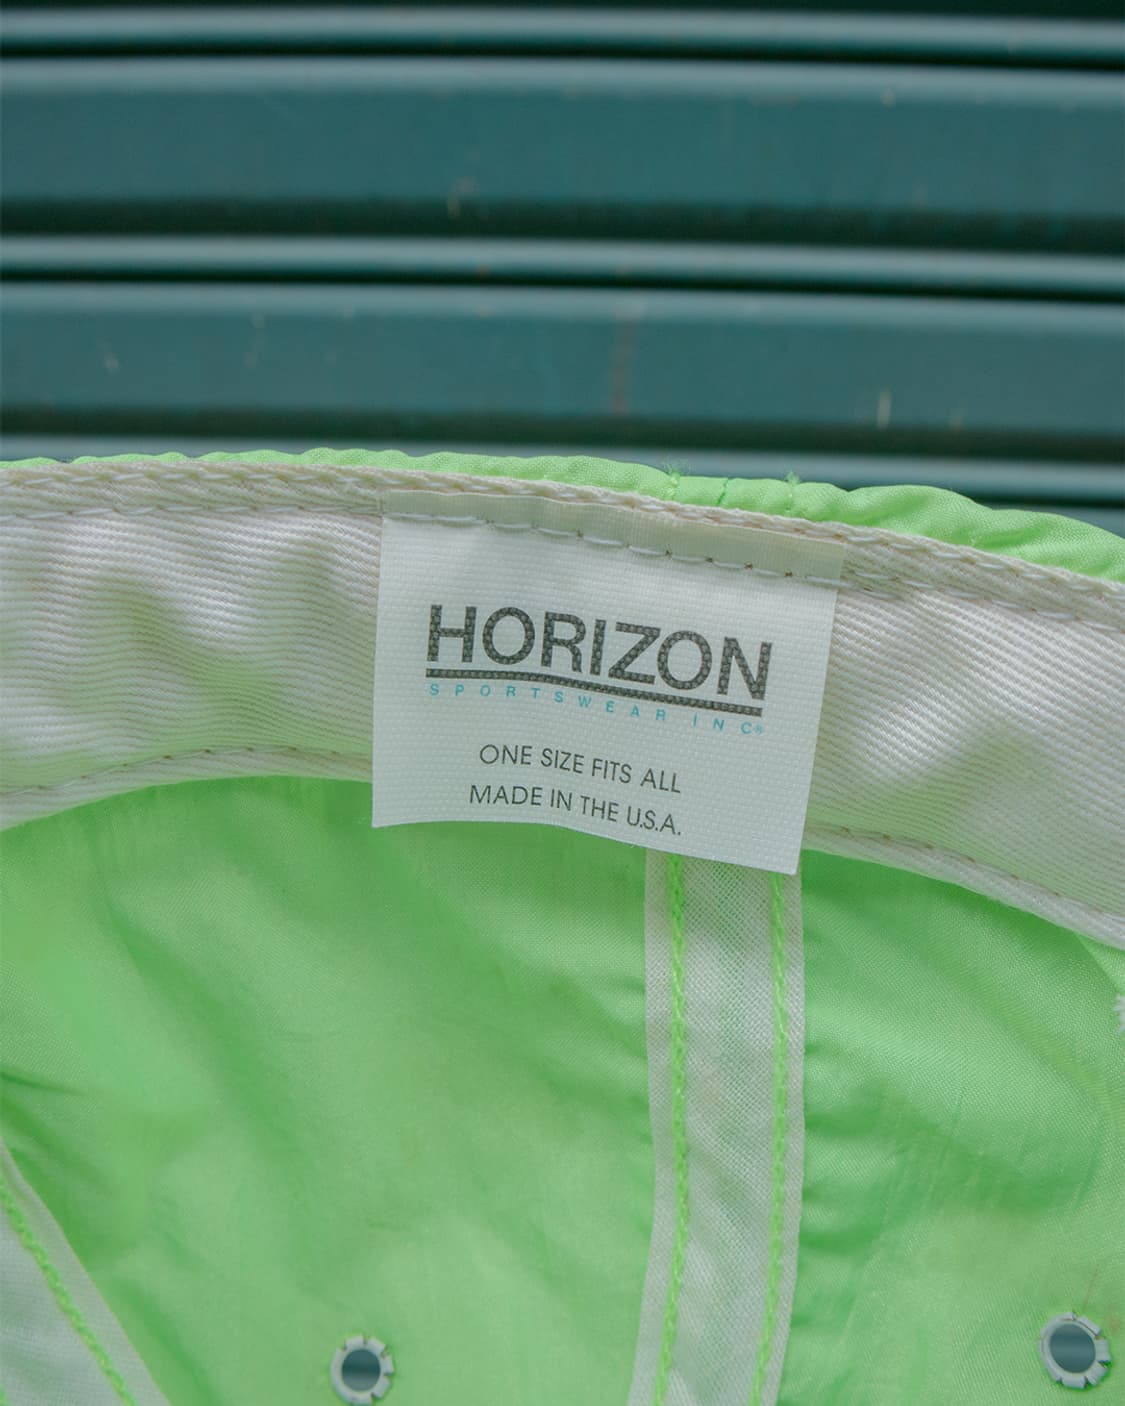 HORIZON
SPORTSWEAR INC®
ONE SIZE FITS ALL
MADE IN THE U.S.A.